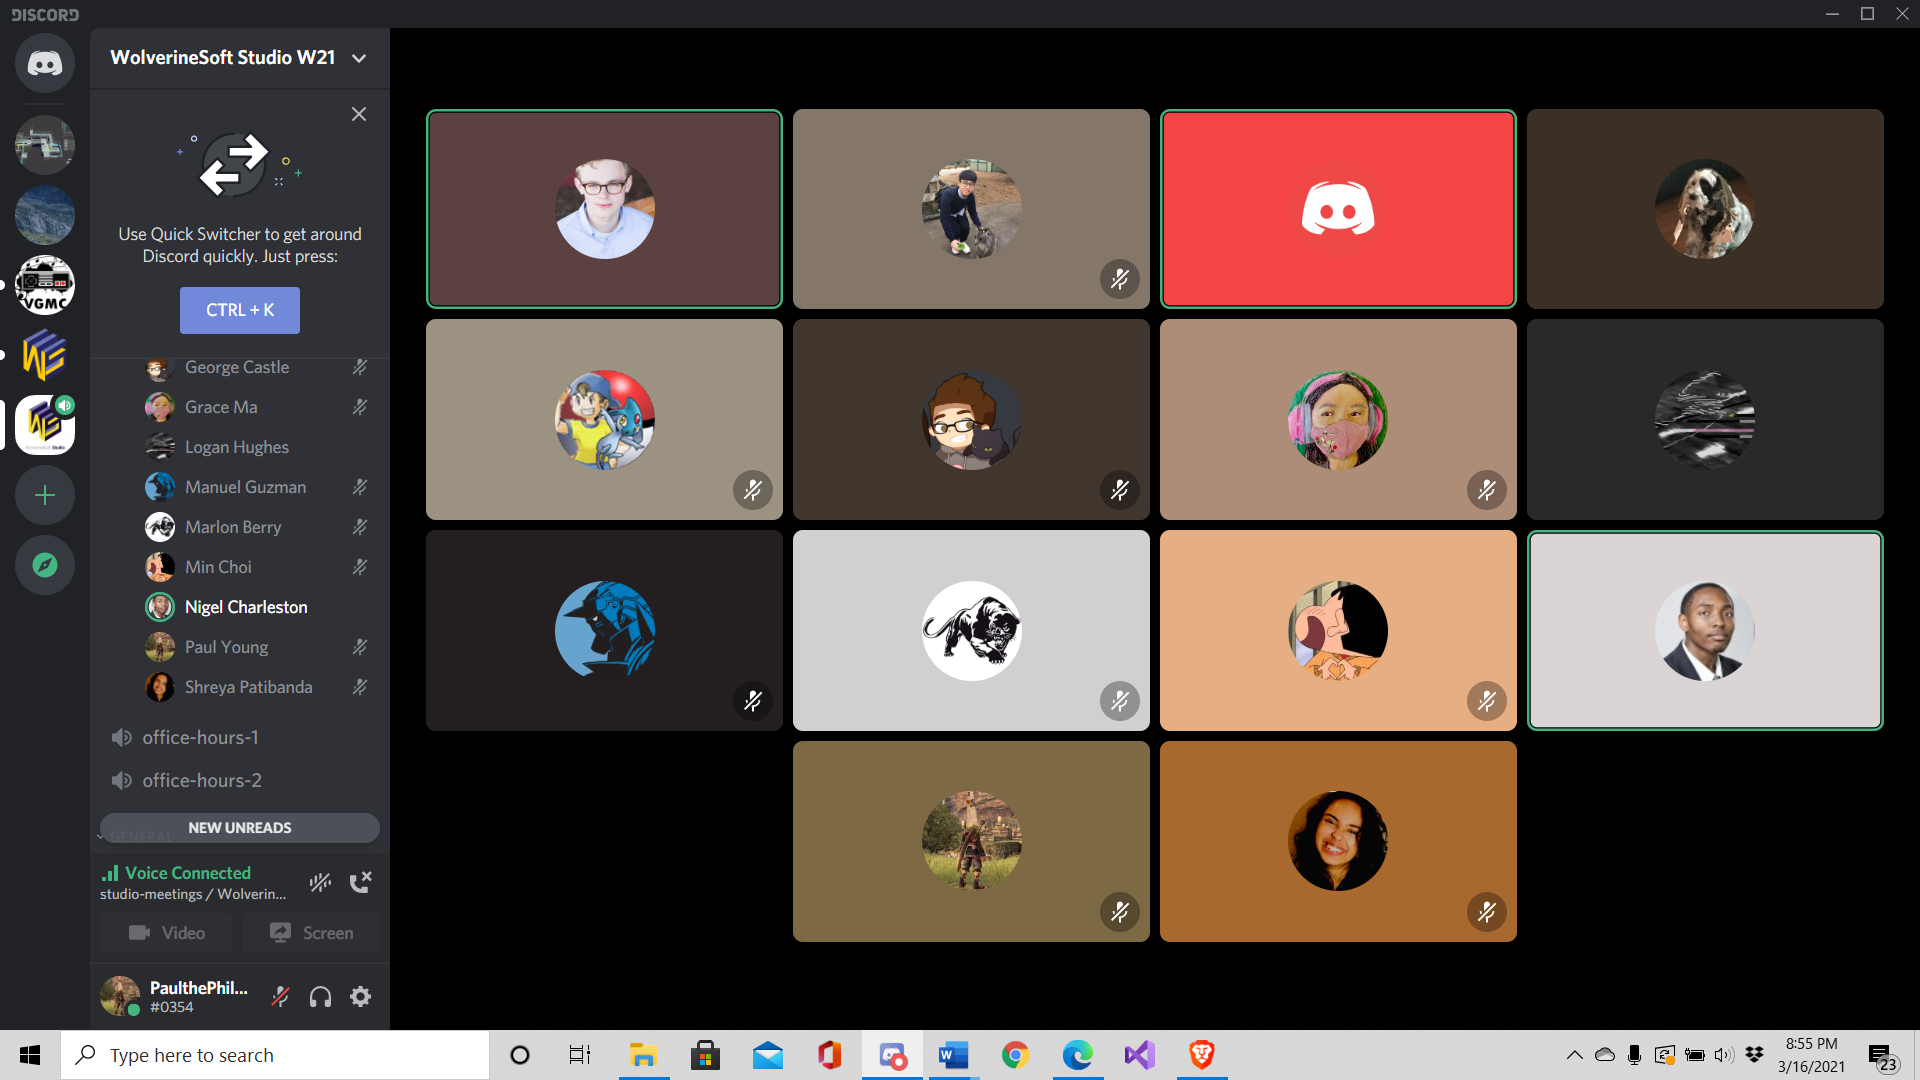 DISCORD
WolverineSoft Studio W21
Use Quick Switcher to get around
Discord quickly. Just press:
CTRL + K
VGMC
George Castle
Grace Ma
Logan Hughes
Manuel Guzman
Marlon Berry
Min Choi
Nigel Charleston
Paul Young
Shreya Patibanda
office-hours-1
office-hours-2
GENERAL
NEW UNREADS
Voice Connected
studio-meetings / Wolverin...
Video
Screen
PaulthePhil...
#0354
Type here to search
8:55 PM
3/16/2021
23